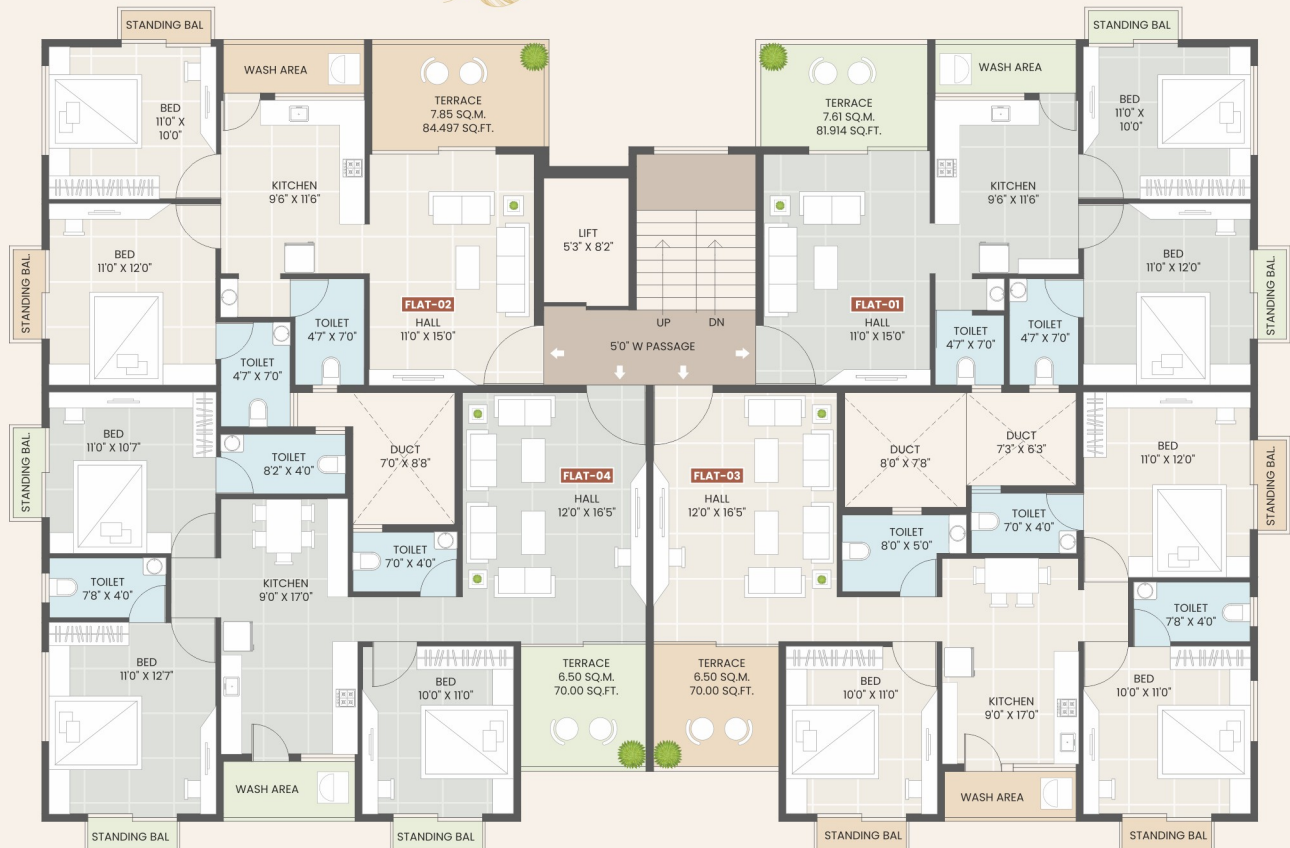 STANDING BAL
STANDING BAL
WASH AREA
WASH AREA
BED
11'0" X
10'0"
TERRACE
7.85 SQ.M.
84.497 SQ.FT.
TERRACE
7.61 SQ.M.
81.914 SQ.FT.
BED
11'0" X
10'0"
KITCHEN
9'6" X 11'6"
KITCHEN
9'6" X 11'6"
LIFT
5'3" X 8'2"
STANDING BAL
BED
11'0" X 12'0"
BED
11'0" X 12'0"
STANDING BAL
FLAT-02
HALL
11'0" X 15'0"
FLAT-01
HALL
11'0" X 15'0"
TOILET
4'7" X 7'0"
TOILET
4'7" X 7'0"
UP
DN
5'0" W PASSAGE
TOILET
4'7" X 7'0"
TOILET
4'7" X 7'0"
STANDING BAL
BED
11'0" X 10'7"
TOILET
8'2" X 4'0"
DUCT
7'0" X 8'8"
FLAT-04
HALL
12'0" X 16'5"
FLAT-03
HALL
12'0" X 16'5"
DUCT
8'0" X 7'8"
DUCT
7'3" X 6'3"
BED
11'0" X 12'0"
STANDING BAL
TOILET
7'0" X 4'0"
TOILET
8'0" X 5'0"
TOILET
7'0" X 4'0"
TOILET
7'8" X 4'0"
KITCHEN
9'0" X 17'0"
TOILET
7'8" X 4'0"
BED
11'0" X 12'7"
BED
10'0" X 11'0"
TERRACE
6.50 SQ.M.
70.00 SQ.FT.
TERRACE
6.50 SQ.M.
70.00 SQ.FT.
BED
10'0" X 11'0"
KITCHEN
9'0" X 17'0"
BED
10'0" X 11'0"
WASH AREA
WASH AREA
STANDING BAL
STANDING BAL
STANDING BAL
STANDING BAL